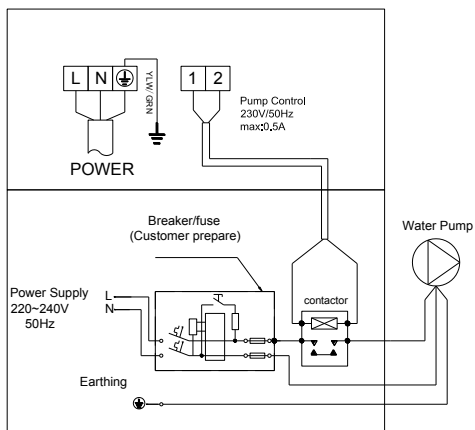 L N
YLW/ GRN
1 2
Pump Control
230V/50Hz
max:0.5A
POWER
Breaker/fuse
(Customer prepare)
Water Pump
Power Supply
220~240V
50Hz
L
N
contactor
Earthing